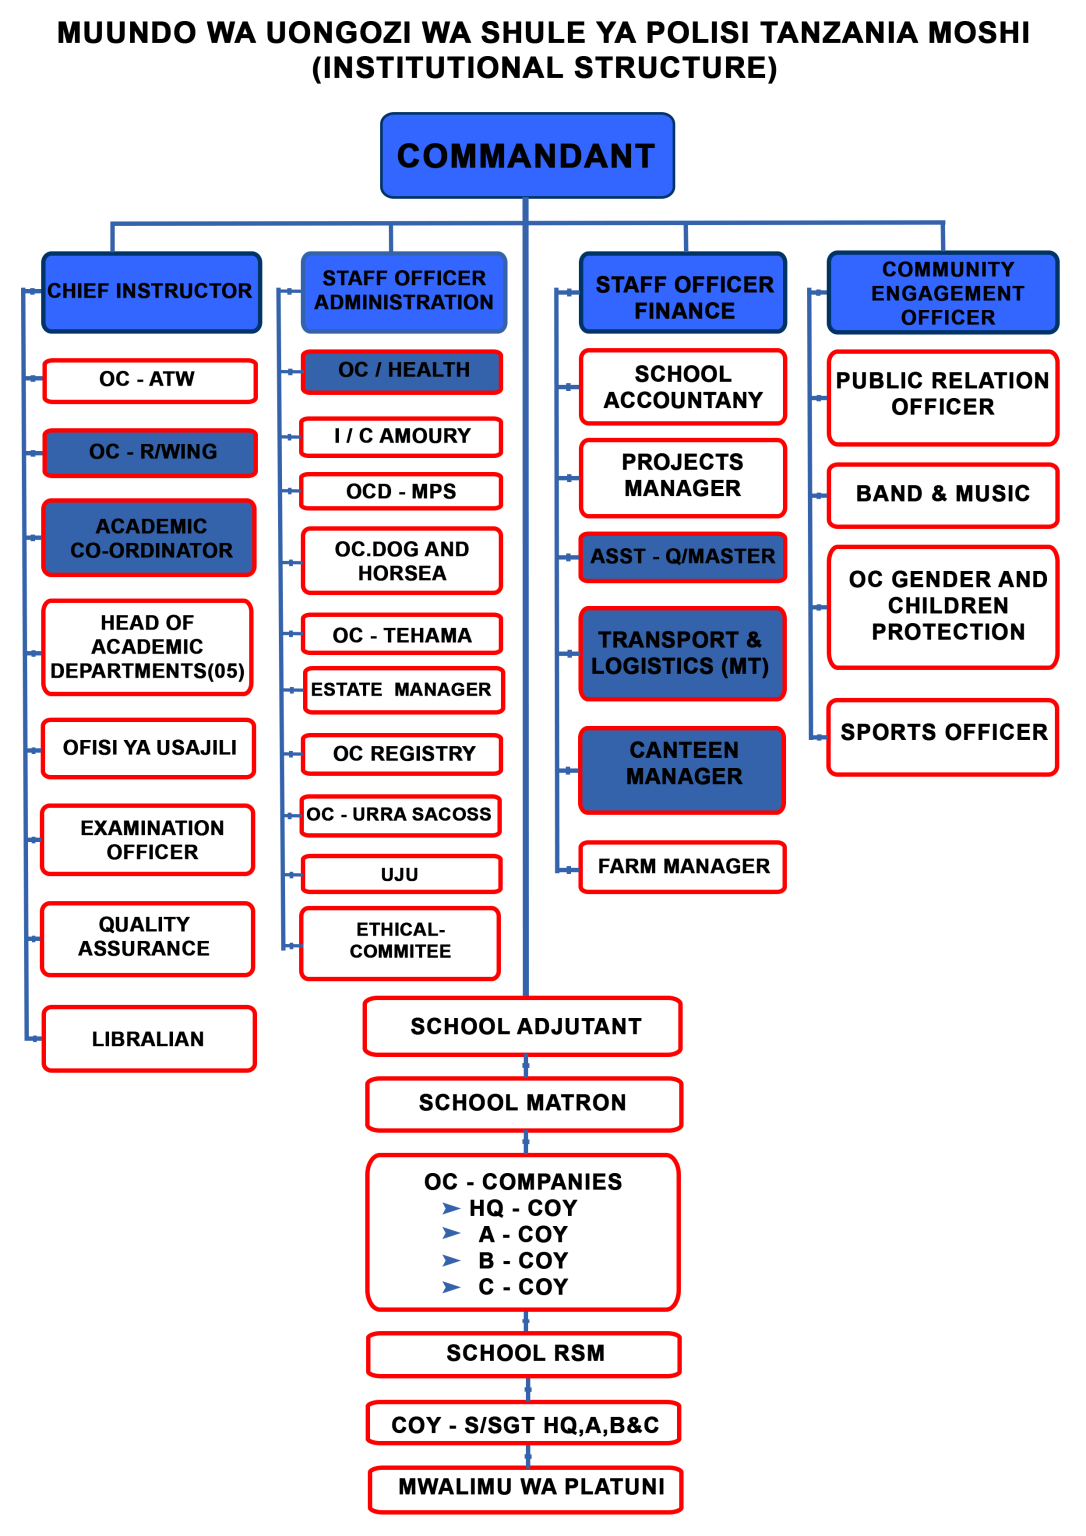 MUUNDO WA UONGOZI WA SHULE YA POLISI TANZANIA MOSHI
(INSTITUTIONAL STRUCTURE)
COMMANDANT
CHIEF INSTRUCTOR
OC - ATW
OC - R/WING
ACADEMIC
CO-ORDINATOR
HEAD OF
ACADEMIC
DEPARTMENTS(05)
OFISI YA USAJILI
EXAMINATION
OFFICER
QUALITY
ASSURANCE
LIBRALIAN
STAFF OFFICER
ADMINISTRATION
OC / HEALTH
I / C AMOURY
OCD - MPS
OC.DOG AND
HORSEA
OC - TEHAMA
ESTATE MANAGER
OC REGISTRY
OC - URRA SACOSS
UJU
ETHICAL-
COMMITEE
STAFF OFFICER
FINANCE
SCHOOL
ACCOUNTANY
PROJECTS
MANAGER
ASST - Q/MASTER
TRANSPORT &
LOGISTICS (MT)
CANTEEN
MANAGER
FARM MANAGER
COMMUNITY
ENGAGEMENT
OFFICER
PUBLIC RELATION
OFFICER
BAND & MUSIC
OC GENDER AND
CHILDREN
PROTECTION
SPORTS OFFICER
SCHOOL ADJUTANT
SCHOOL MATRON
OC - COMPANIES
➤ HQ - COY
➤ A - COY
➤ B - COY
➤ C - COY
SCHOOL RSM
COY - S/SGT HQ,A,B&C
MWALIMU WA PLATUNI